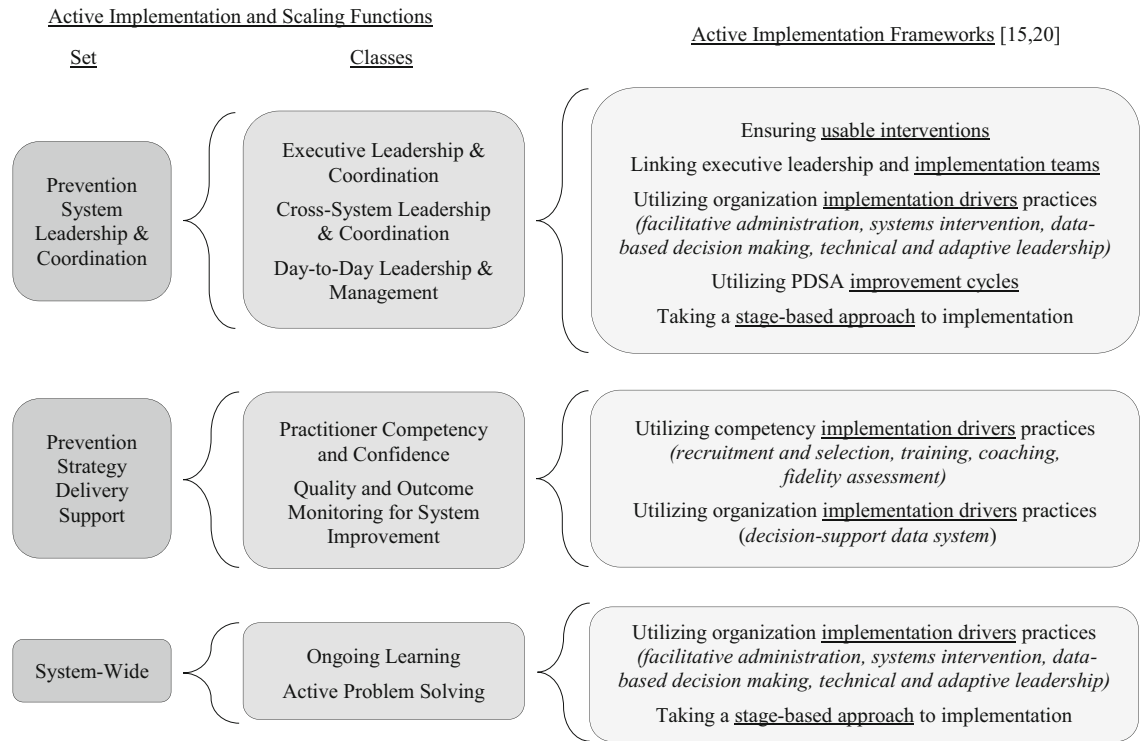 Active Implementation and Scaling Functions
Set
Classes
Active Implementation Frameworks [15,20]
Prevention
System
Leadership &
Coordination
Executive Leadership &
Coordination
Cross-System Leadership
& Coordination
Day-to-Day Leadership &
Management
Ensuring usable interventions
Linking executive leadership and implementation teams
Utilizing organization implementation drivers practices
(facilitative administration, systems intervention, data-
based decision making, technical and adaptive leadership)
Utilizing PDSA improvement cycles
Taking a stage-based approach to implementation
Prevention
Strategy
Delivery
Support
Practitioner Competency
and Confidence
Quality and Outcome
Monitoring for System
Improvement
Utilizing competency implementation drivers practices
(recruitment and selection, training, coaching,
fidelity assessment)
Utilizing organization implementation drivers practices
(decision-support data system)
System-Wide
Ongoing Learning
Active Problem Solving
Utilizing organization implementation drivers practices
(facilitative administration, systems intervention, data-
based decision making, technical and adaptive leadership)
Taking a stage-based approach to implementation